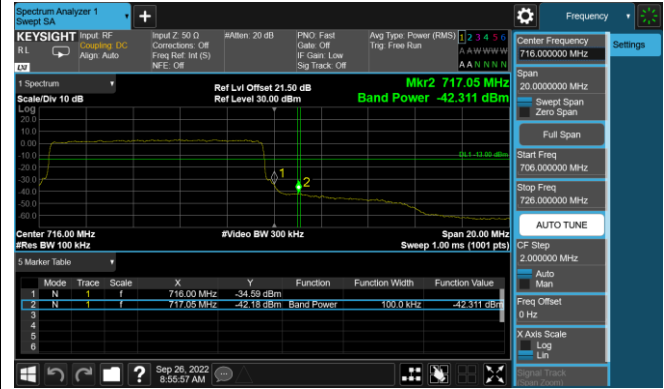 Spectrum Analyzer 1
Swept SA
+
Frequency
KEYSIGHT
RL
LXI
Input: RF
Coupling: DC
Align: Auto
Input Z: 50 Ω
Corrections: Off
Freq Ref: Int (S)
NFE: Off
#Atten: 20 dB
PNO: Fast
Gate: Off
IF Gain: Low
Sig Track: Off
Avg Type: Power (RMS)
Trig: Free Run
1 2 3 4 5 6
A A W W W W
A A N N N N
1 Spectrum
Scale/Div 10 dB
Ref Lvl Offset 21.50 dB
Ref Level 30.00 dBm
Mkr2 717.05 MHz
Band Power -42.311 dBm
Log
20.0
10.0
0.00
-10.0
-20.0
-30.0
-40.0
-50.0
-60.0
DL1 -13.00 dBm
1
2
Center 716.00 MHz
#Video BW 300 kHz
Span 20.00 MHz
#Res BW 100 kHz
Sweep 1.00 ms (1001 pts)
5 Marker Table
Mode Trace Scale X Y Function Function Width Function Value
1 N 1 f 716.00 MHz -34.59 dBm
2 N 1 f 717.05 MHz -42.18 dBm Band Power 100.0 kHz -42.311 dBm
3
4
5
6
?
Sep 26, 2022
8:55:57 AM
Center Frequency
716.000000 MHz
Settings
Span
20.0000000 MHz
Swept Span
Zero Span
Full Span
Start Freq
706.000000 MHz
Stop Freq
726.000000 MHz
AUTO TUNE
CF Step
2.000000 MHz
Auto
Man
Freq Offset
0 Hz
X Axis Scale
Log
Lin
Signal Track
(Span Zoom)